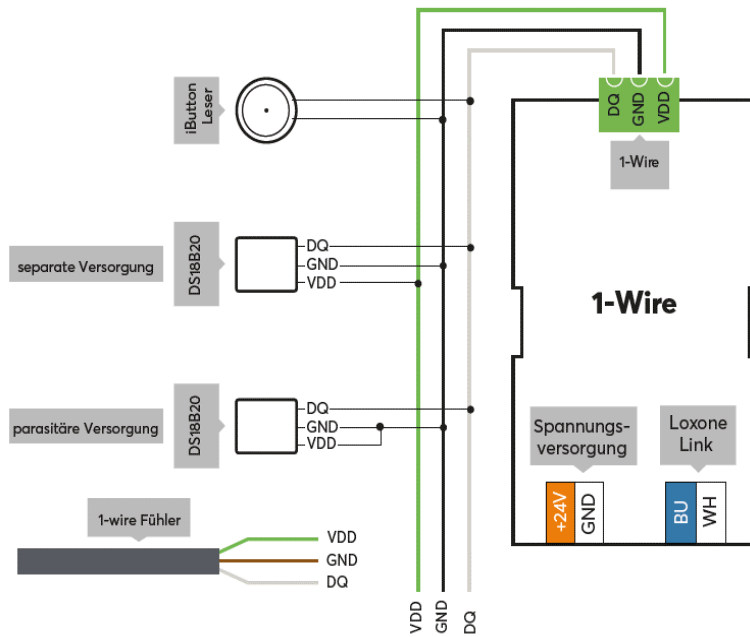 DQ
GND
VDD
1-Wire
iButton
Leser
separate Versorgung
DS18B20
DQ
GND
VDD
1-Wire
parasitäre Versorgung
DS18B20
DQ
GND
VDD
Spannungs-
versorgung
Loxone
Link
+24V
GND
BU
WH
1-wire Fühler
VDD
GND
DQ
VDD
GND
DQ